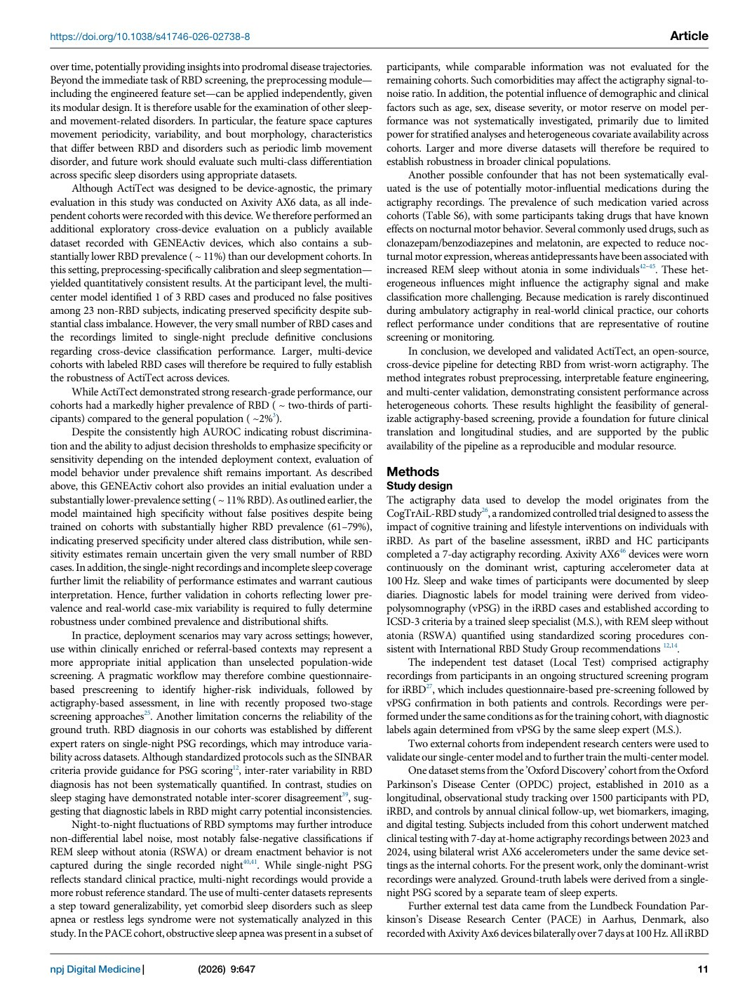 https://doi.org/10.1038/s41746-026-02738-8
Article
over time, potentially providing insights into prodromal disease trajectories.
Beyond the immediate task of RBD screening, the preprocessing module—
including the engineered feature set—can be applied independently, given
its modular design. It is therefore usable for the examination of other sleep-
and movement-related disorders. In particular, the feature space captures
movement periodicity, variability, and bout morphology, characteristics
that differ between RBD and disorders such as periodic limb movement
disorder, and future work should evaluate such multi-class differentiation
across specific sleep disorders using appropriate datasets.
Although ActiTect was designed to be device-agnostic, the primary
evaluation in this study was conducted on Axivity AX6 data, as all inde-
pendent cohorts were recorded with this device. We therefore performed an
additional exploratory cross-device evaluation on a publicly available
dataset recorded with GENEActiv devices, which also contains a sub-
stantially lower RBD prevalence ( ~ 11%) than our development cohorts. In
this setting, preprocessing-specifically calibration and sleep segmentation—
yielded quantitatively consistent results. At the participant level, the multi-
center model identified 1 of 3 RBD cases and produced no false positives
among 23 non-RBD subjects, indicating preserved specificity despite sub-
stantial class imbalance. However, the very small number of RBD cases and
the recordings limited to single-night preclude definitive conclusions
regarding cross-device classification performance. Larger, multi-device
cohorts with labeled RBD cases will therefore be required to fully establish
the robustness of ActiTect across devices.
While ActiTect demonstrated strong research-grade performance, our
cohorts had a markedly higher prevalence of RBD ( ~ two-thirds of parti-
cipants) compared to the general population ( ~2%3).
Despite the consistently high AUROC indicating robust discrimina-
tion and the ability to adjust decision thresholds to emphasize specificity or
sensitivity depending on the intended deployment context, evaluation of
model behavior under prevalence shift remains important. As described
above, this GENEActiv cohort also provides an initial evaluation under a
substantially lower-prevalence setting ( ~ 11% RBD). As outlined earlier, the
model maintained high specificity without false positives despite being
trained on cohorts with substantially higher RBD prevalence (61–79%),
indicating preserved specificity under altered class distribution, while sen-
sitivity estimates remain uncertain given the very small number of RBD
cases. In addition, the single-night recordings and incomplete sleep coverage
further limit the reliability of performance estimates and warrant cautious
interpretation. Hence, further validation in cohorts reflecting lower pre-
valence and real-world case-mix variability is required to fully determine
robustness under combined prevalence and distributional shifts.
In practice, deployment scenarios may vary across settings; however,
use within clinically enriched or referral-based contexts may represent a
more appropriate initial application than unselected population-wide
screening. A pragmatic workflow may therefore combine questionnaire-
based prescreening to identify higher-risk individuals, followed by
actigraphy-based assessment, in line with recently proposed two-stage
screening approaches25. Another limitation concerns the reliability of the
ground truth. RBD diagnosis in our cohorts was established by different
expert raters on single-night PSG recordings, which may introduce varia-
bility across datasets. Although standardized protocols such as the SINBAR
criteria provide guidance for PSG scoring12, inter-rater variability in RBD
diagnosis has not been systematically quantified. In contrast, studies on
sleep staging have demonstrated notable inter-scorer disagreement39, sug-
gesting that diagnostic labels in RBD might carry potential inconsistencies.
Night-to-night fluctuations of RBD symptoms may further introduce
non-differential label noise, most notably false-negative classifications if
REM sleep without atonia (RSWA) or dream enactment behavior is not
captured during the single recorded night40,41. While single-night PSG
reflects standard clinical practice, multi-night recordings would provide a
more robust reference standard. The use of multi-center datasets represents
a step toward generalizability, yet comorbid sleep disorders such as sleep
apnea or restless legs syndrome were not systematically analyzed in this
study. In the PACE cohort, obstructive sleep apnea was present in a subset of
participants, while comparable information was not evaluated for the
remaining cohorts. Such comorbidities may affect the actigraphy signal-to-
noise ratio. In addition, the potential influence of demographic and clinical
factors such as age, sex, disease severity, or motor reserve on model per-
formance was not systematically investigated, primarily due to limited
power for stratified analyses and heterogeneous covariate availability across
cohorts. Larger and more diverse datasets will therefore be required to
establish robustness in broader clinical populations.
Another possible confounder that has not been systematically eval-
uated is the use of potentially motor-influential medications during the
actigraphy recordings. The prevalence of such medication varied across
cohorts (Table S6), with some participants taking drugs that have known
effects on nocturnal motor behavior. Several commonly used drugs, such as
clonazepam/benzodiazepines and melatonin, are expected to reduce noc-
turnal motor expression, whereas antidepressants have been associated with
increased REM sleep without atonia in some individuals42–45. These het-
erogeneous influences might influence the actigraphy signal and make
classification more challenging. Because medication is rarely discontinued
during ambulatory actigraphy in real-world clinical practice, our cohorts
reflect performance under conditions that are representative of routine
screening or monitoring.
In conclusion, we developed and validated ActiTect, an open-source,
cross-device pipeline for detecting RBD from wrist-worn actigraphy. The
method integrates robust preprocessing, interpretable feature engineering,
and multi-center validation, demonstrating consistent performance across
heterogeneous cohorts. These results highlight the feasibility of general-
izable actigraphy-based screening, provide a foundation for future clinical
translation and longitudinal studies, and are supported by the public
availability of the pipeline as a reproducible and modular resource.
Methods
Study design
The actigraphy data used to develop the model originates from the
CogTrAiL-RBD study26, a randomized controlled trial designed to assess the
impact of cognitive training and lifestyle interventions on individuals with
iRBD. As part of the baseline assessment, iRBD and HC participants
completed a 7-day actigraphy recording. Axivity AX646 devices were worn
continuously on the dominant wrist, capturing accelerometer data at
100 Hz. Sleep and wake times of participants were documented by sleep
diaries. Diagnostic labels for model training were derived from video-
polysomnography (vPSG) in the iRBD cases and established according to
ICSD-3 criteria by a trained sleep specialist (M.S.), with REM sleep without
atonia (RSWA) quantified using standardized scoring procedures con-
sistent with International RBD Study Group recommendations 12,14.
The independent test dataset (Local Test) comprised actigraphy
recordings from participants in an ongoing structured screening program
for iRBD27, which includes questionnaire-based pre-screening followed by
vPSG confirmation in both patients and controls. Recordings were per-
formed under the same conditions as for the training cohort, with diagnostic
labels again determined from vPSG by the same sleep expert (M.S.).
Two external cohorts from independent research centers were used to
validate our single-center model and to further train the multi-center model.
One dataset stems from the 'Oxford Discovery' cohort from the Oxford
Parkinson's Disease Center (OPDC) project, established in 2010 as a
longitudinal, observational study tracking over 1500 participants with PD,
iRBD, and controls by annual clinical follow-up, wet biomarkers, imaging,
and digital testing. Subjects included from this cohort underwent matched
clinical testing with 7-day at-home actigraphy recordings between 2023 and
2024, using bilateral wrist AX6 accelerometers under the same device set-
tings as the internal cohorts. For the present work, only the dominant-wrist
recordings were analyzed. Ground-truth labels were derived from a single-
night PSG scored by a separate team of sleep experts.
Further external test data came from the Lundbeck Foundation Par-
kinson's Disease Research Center (PACE) in Aarhus, Denmark, also
recorded with Axivity Ax6 devices bilaterally over 7 days at 100 Hz. All iRBD
npj Digital Medicine | (2026) 9:647
11